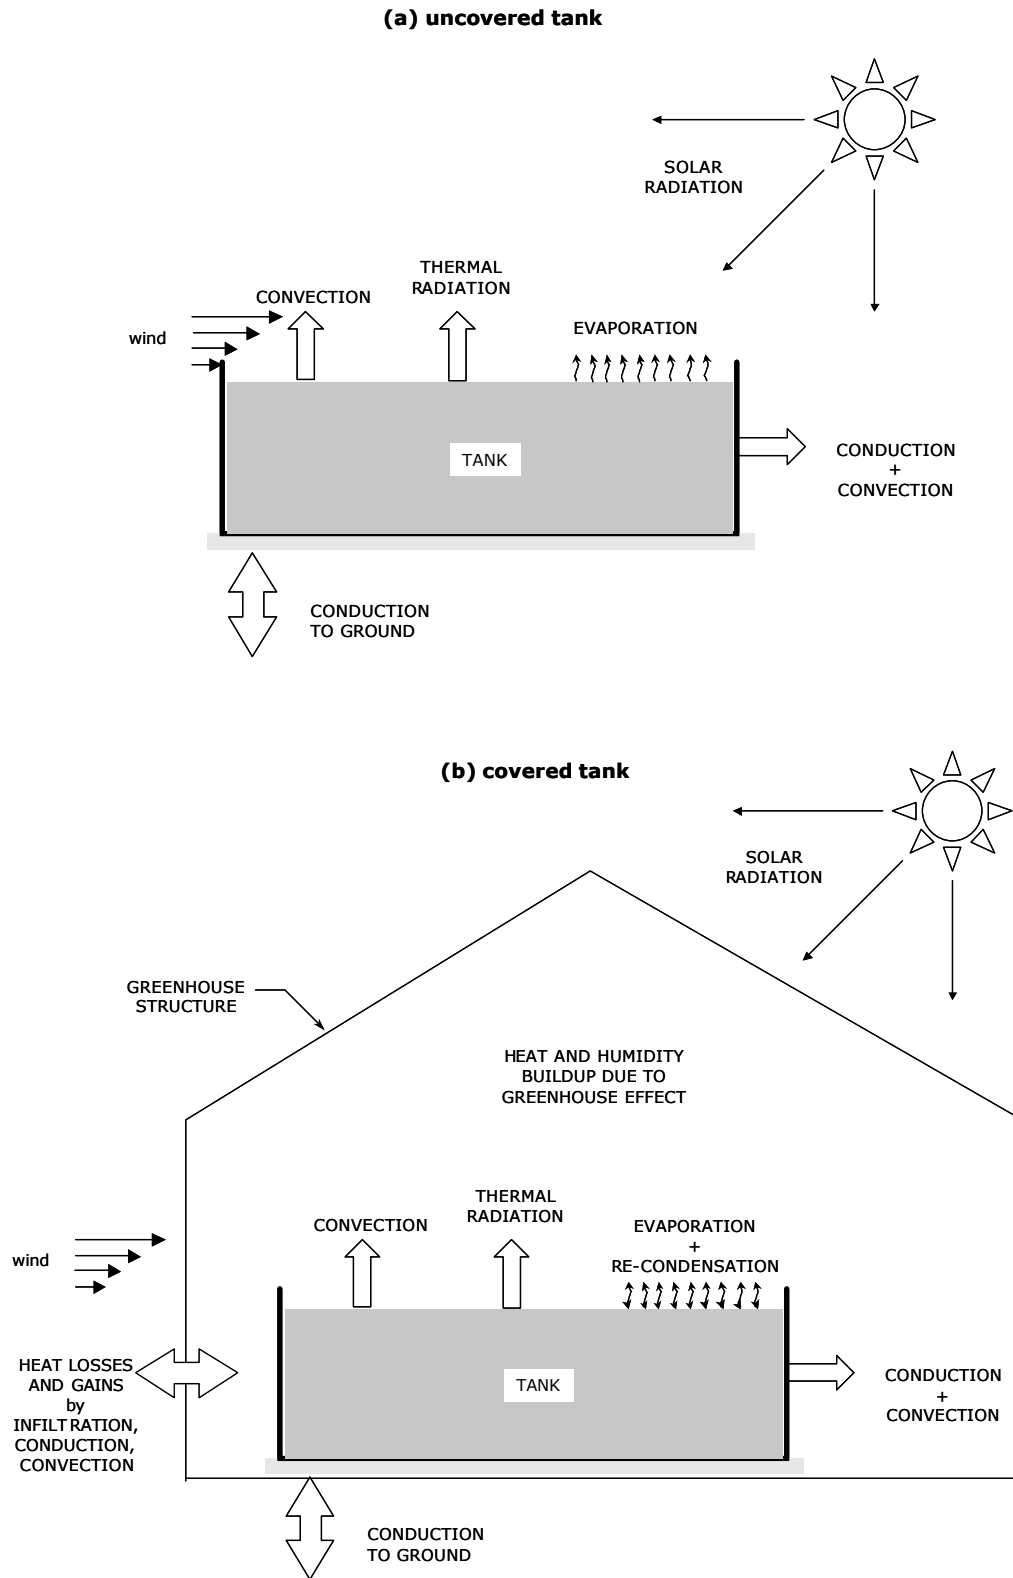 (a) uncovered tank
SOLAR
RADIATION
THERMAL
RADIATION
CONVECTION
wind
EVAPORATION
TANK
CONDUCTION
+
CONVECTION
CONDUCTION
TO GROUND
(b) covered tank
SOLAR
RADIATION
GREENHOUSE
STRUCTURE
HEAT AND HUMIDITY
BUILDUP DUE TO
GREENHOUSE EFFECT
THERMAL
RADIATION
CONVECTION
EVAPORATION
+
RE-CONDENSATION
wind
HEAT LOSSES
AND GAINS
by
INFILTRATION,
CONDUCTION,
CONVECTION
TANK
CONDUCTION
+
CONVECTION
CONDUCTION
TO GROUND